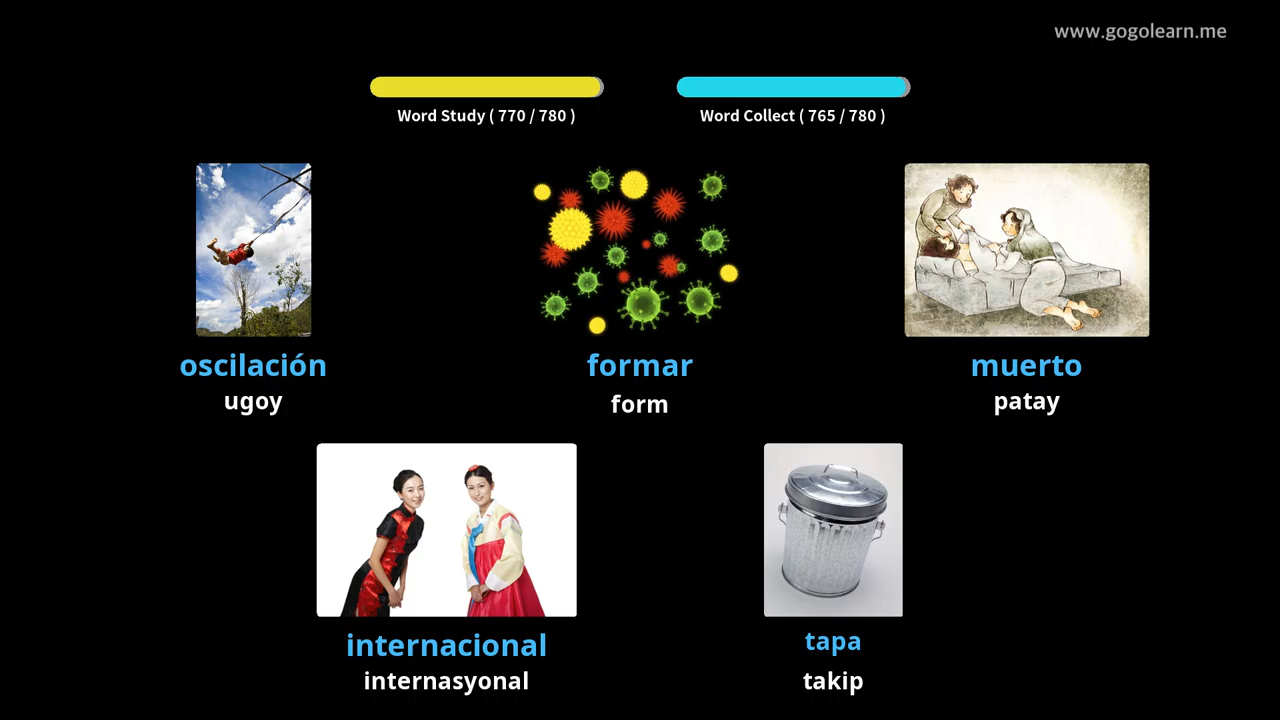 www.gogolearn.me
Word Study ( 770 / 780 )
Word Collect ( 765 / 780 )
oscilación
ugoy
formar
form
muerto
patay
internacional
internasyonal
tapa
takip